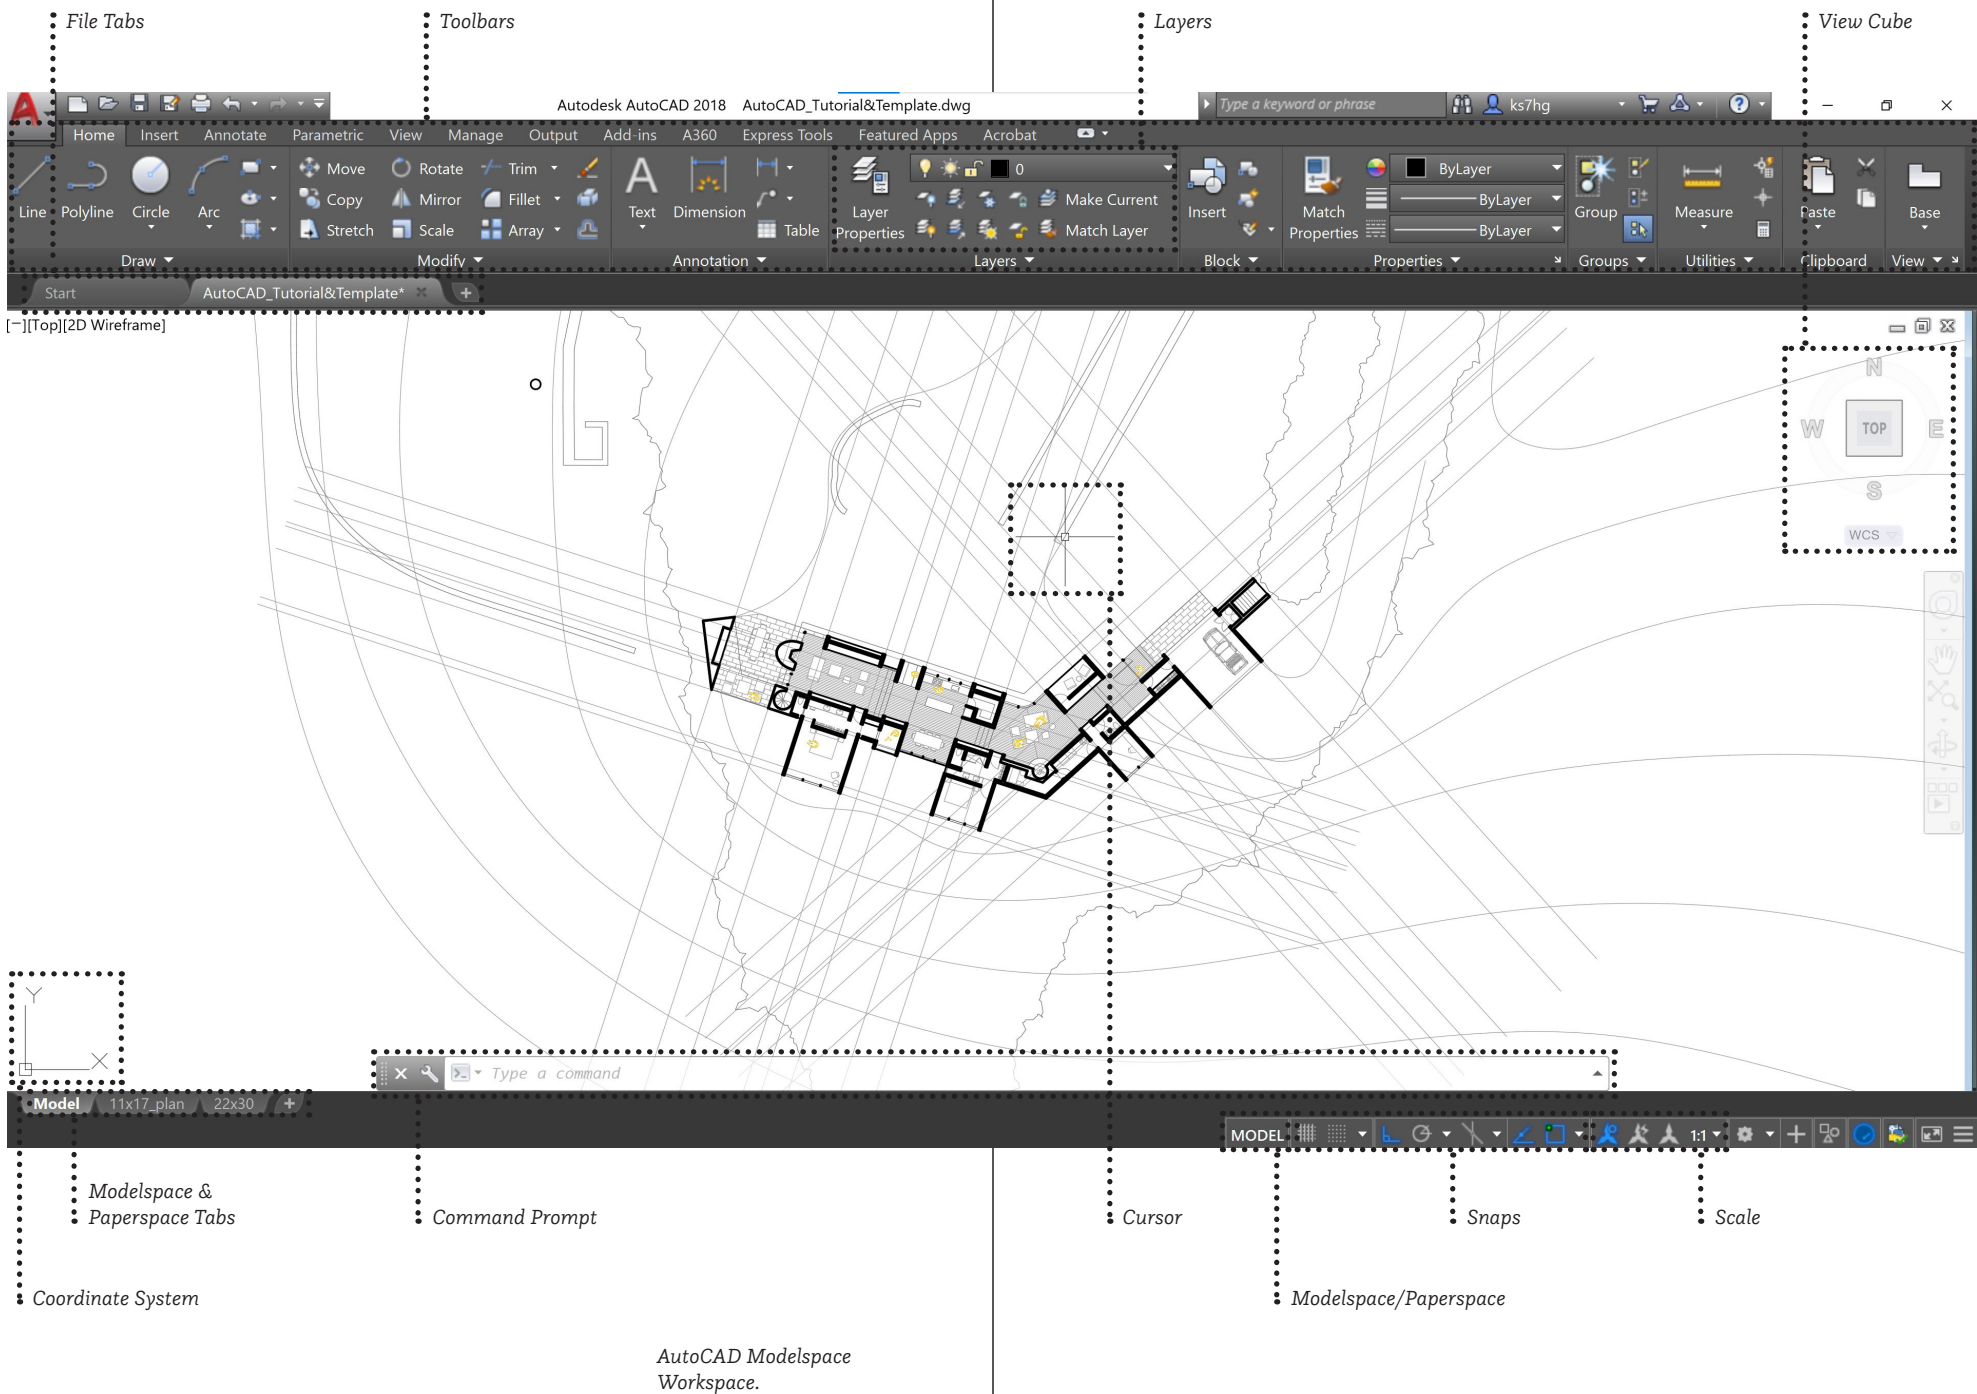 File Tabs
Toolbars
Layers
View Cube
Autodesk AutoCAD 2018 AutoCAD_Tutorial&Template.dwg
Type a keyword or phrase
ks7hg
Home Insert Annotate Parametric View Manage Output Add-ins A360 Express Tools Featured Apps Acrobat
Move Rotate Trim
0
ByLayer
Copy Mirror Fillet
Make Current
ByLayer
Line Polyline Circle Arc
Text Dimension
Layer
Properties
Insert
Match
Properties
Group
Measure
Paste
Base
Stretch Scale Array
Table
Match Layer
ByLayer
Draw
Modify
Annotation
Layers
Block
Properties
Groups
Utilities
Clipboard
View
Start AutoCAD_Tutorial&Template*
[−][Top][2D Wireframe]
N
W TOP E
S
WCS
Y
X
Type a command
Model 11x17_plan 22x30
MODEL
1:1
Modelspace &
Paperspace Tabs
Command Prompt
Cursor
Snaps
Scale
Coordinate System
Modelspace/Paperspace
AutoCAD Modelspace
Workspace.